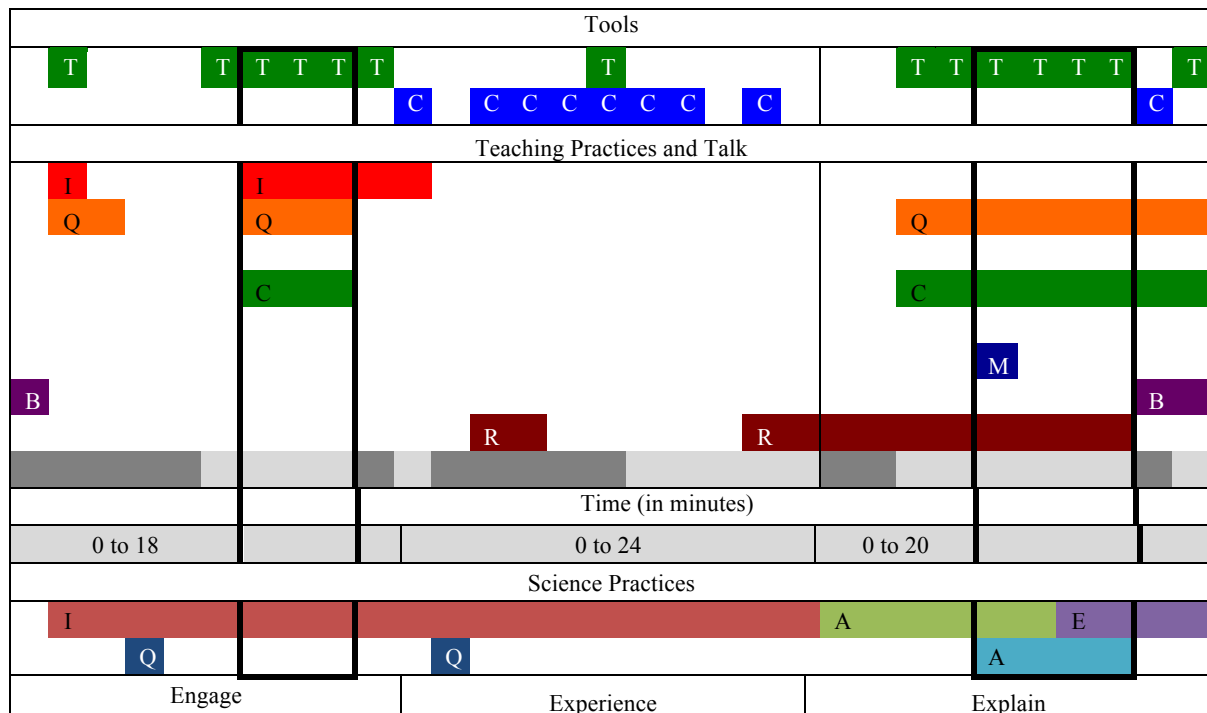 Tools
T T T T T T T T T T T T T T T
C C C C C C C C C
Teaching Practices and Talk
I I
Q Q Q
C C
M
B B
R R
Time (in minutes)
0 to 18 0 to 24 0 to 20
Science Practices
I A E
Q Q A
Engage Experience Explain